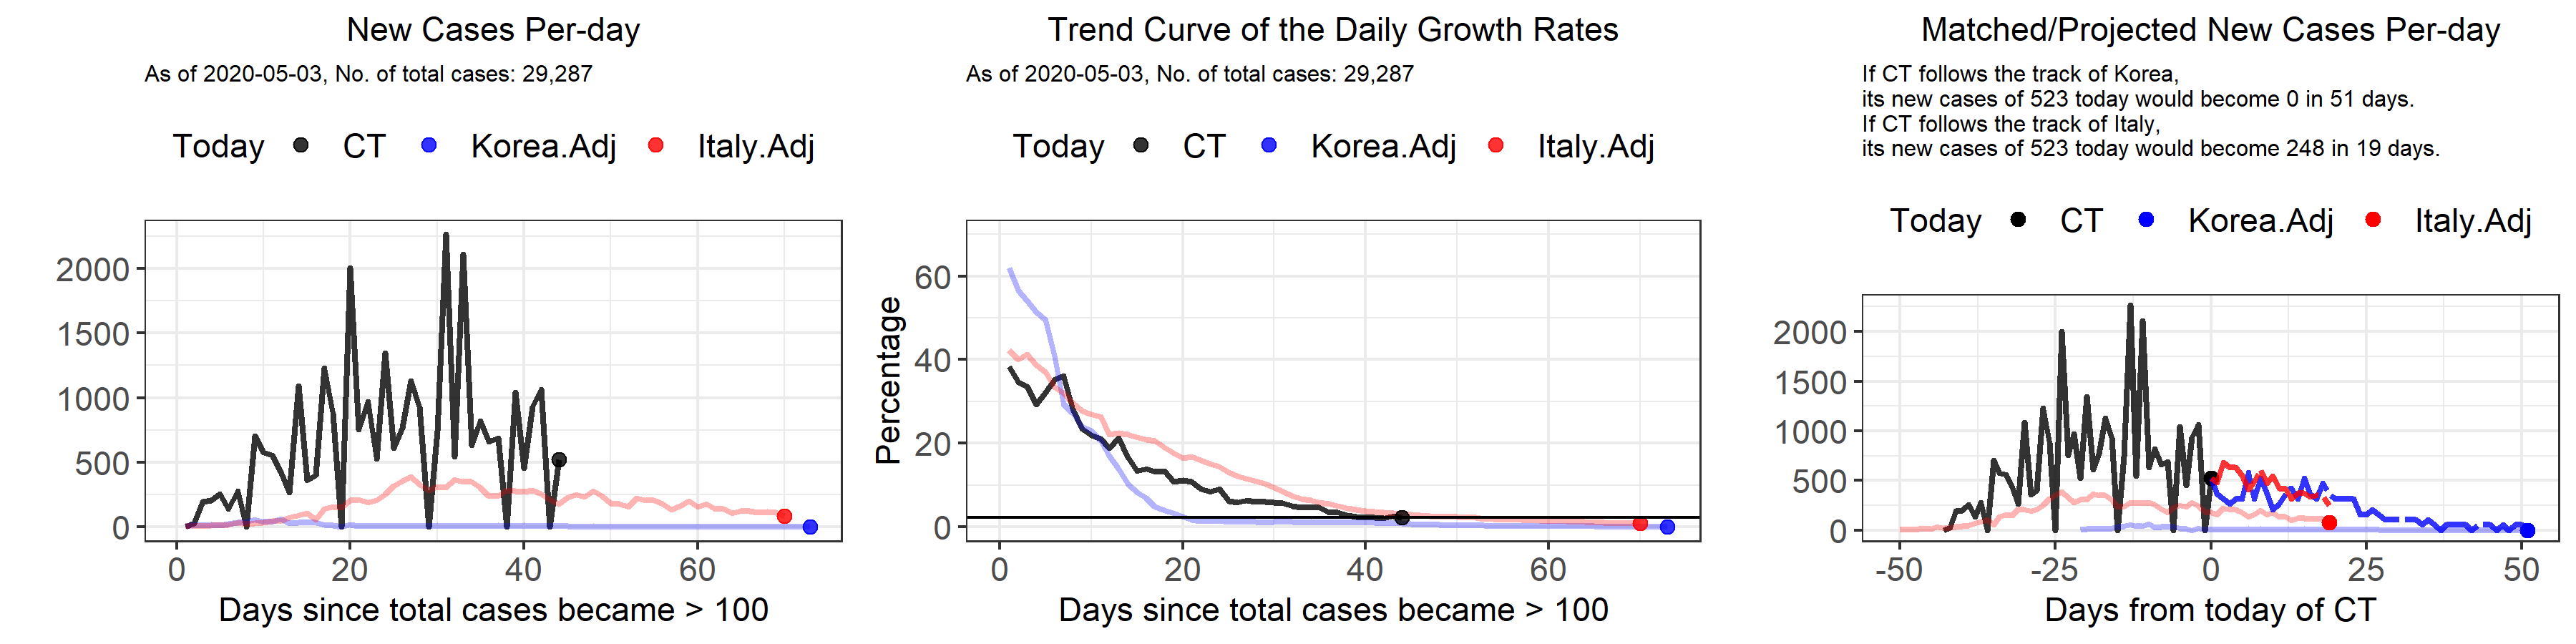 New Cases Per-day
As of 2020-05-03, No. of total cases: 29,287
Today CT Korea.Adj Italy.Adj
2000
1500
1000
500
0
0 20 40 60
Days since total cases became > 100
Trend Curve of the Daily Growth Rates
As of 2020-05-03, No. of total cases: 29,287
Today CT Korea.Adj Italy.Adj
Percentage
60
40
20
0
0 20 40 60
Days since total cases became > 100
Matched/Projected New Cases Per-day
If CT follows the track of Korea,
its new cases of 523 today would become 0 in 51 days.
If CT follows the track of Italy,
its new cases of 523 today would become 248 in 19 days.
Today CT Korea.Adj Italy.Adj
2000
1500
1000
500
0
-50 -25 0 25 50
Days from today of CT